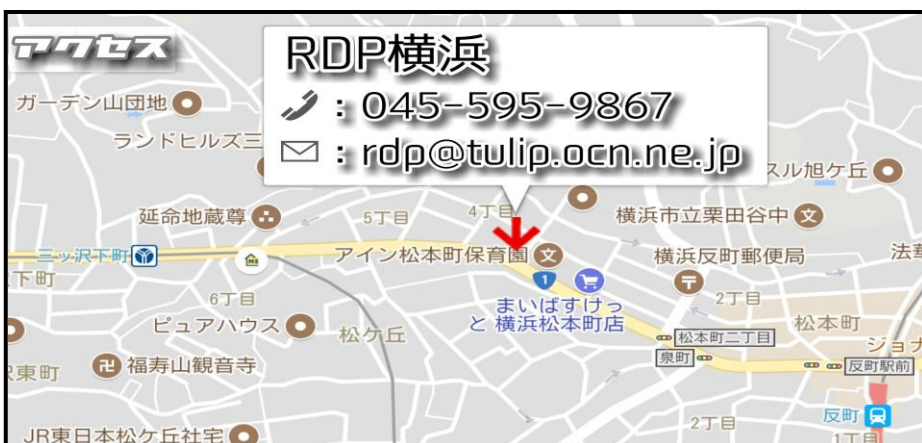 アクセス
RDP横浜
: 045-595-9867
: rdp@tulip.ocn.ne.jp
ガーデン山団地
ランドヒルズ三
スル旭ケ丘
延命地蔵尊
5丁目
4丁目
横浜市立栗田谷中
三ッ沢下町
アイン松本町保育園
横浜反町郵便局
法華
下町
1
6丁目
まいばすけっ
と 横浜松本町店
2丁目
ピュアハウス
松ケ丘
松本町二丁目
松本町
泉町
ジョナ
沢東町
福寿山観音寺
反町駅前
反町
2丁目
JR東日本松ケ丘社宅
1丁目